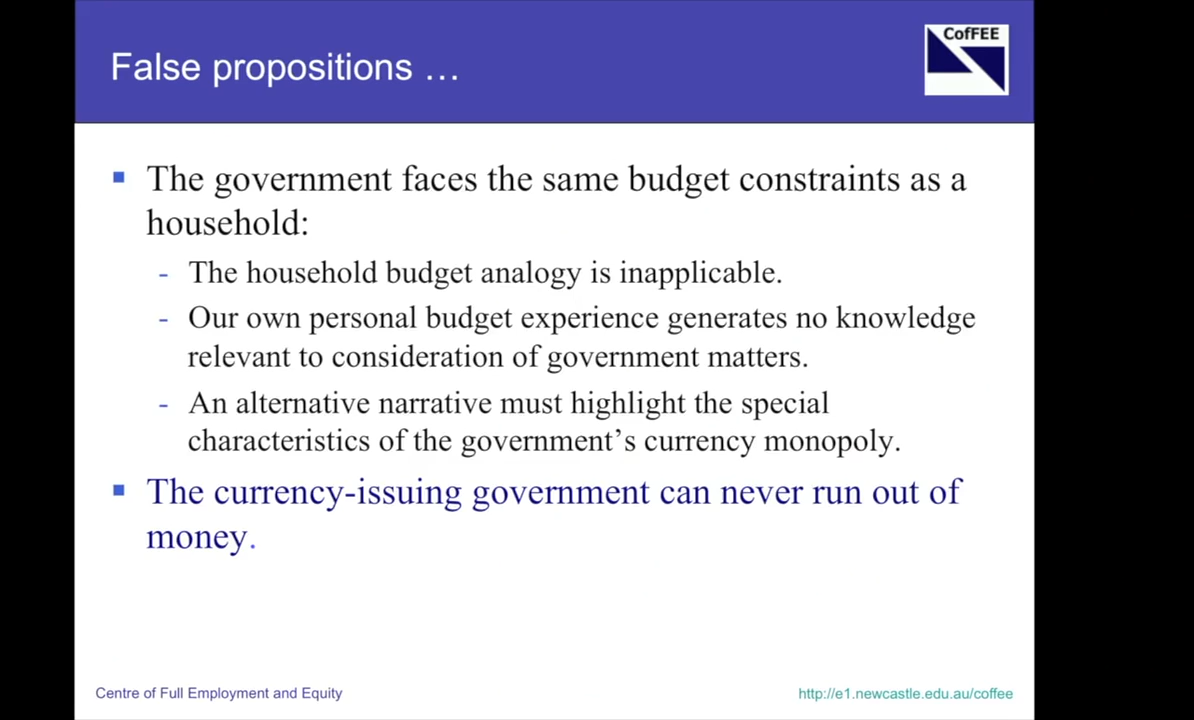 False propositions …
CofFEE
▪ The government faces the same budget constraints as a
household:
- The household budget analogy is inapplicable.
- Our own personal budget experience generates no knowledge
relevant to consideration of government matters.
- An alternative narrative must highlight the special
characteristics of the government’s currency monopoly.
▪ The currency-issuing government can never run out of
money.
Centre of Full Employment and Equity
http://e1.newcastle.edu.au/coffee